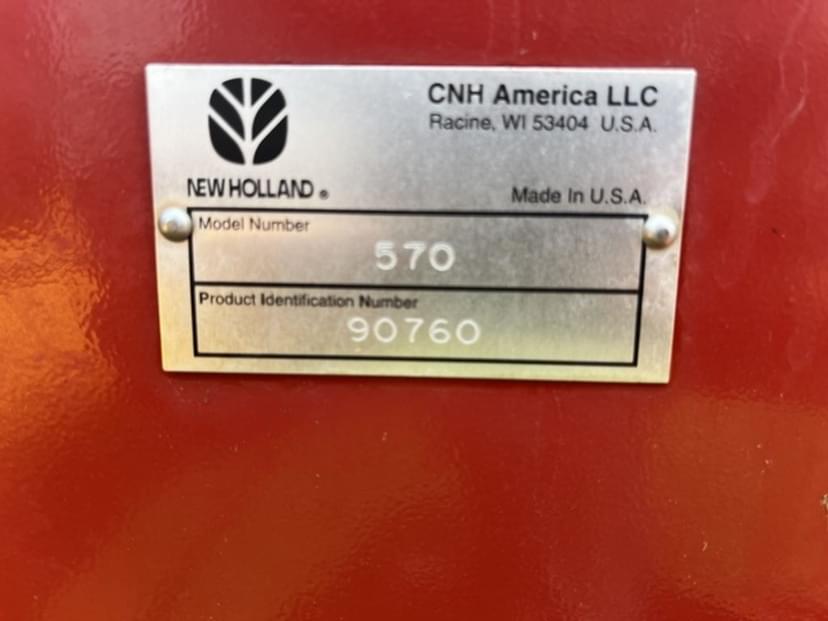 CNH America LLC
Racine, WI 53404 U.S.A.
NEW HOLLAND ®
Made In U.S.A.
Model Number
570
Product Identification Number
90760